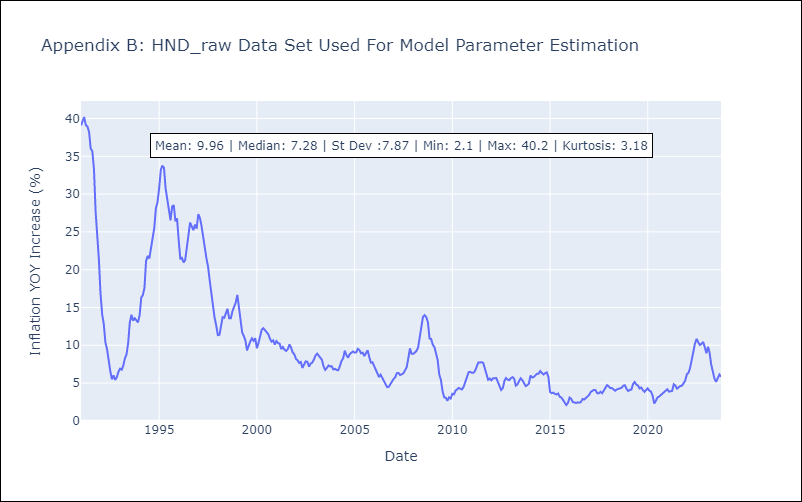 Appendix B: HND_raw Data Set Used For Model Parameter Estimation
Mean: 9.96 | Median: 7.28 | St Dev :7.87 | Min: 2.1 | Max: 40.2 | Kurtosis: 3.18
Inflation YOY Increase (%)
40
35
30
25
20
15
10
5
0
1995 2000 2005 2010 2015 2020
Date